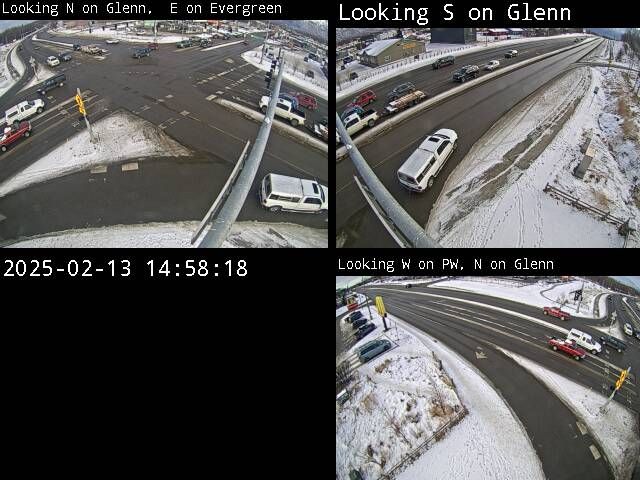 Looking N on Glenn,  E on Evergreen
Looking S on Glenn
2025-02-13 14:58:18
Looking W on PW, N on Glenn